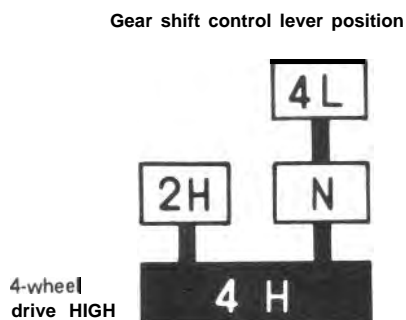 Gear shift control lever position
4L
2H N
4-wheel
drive HIGH
4 H